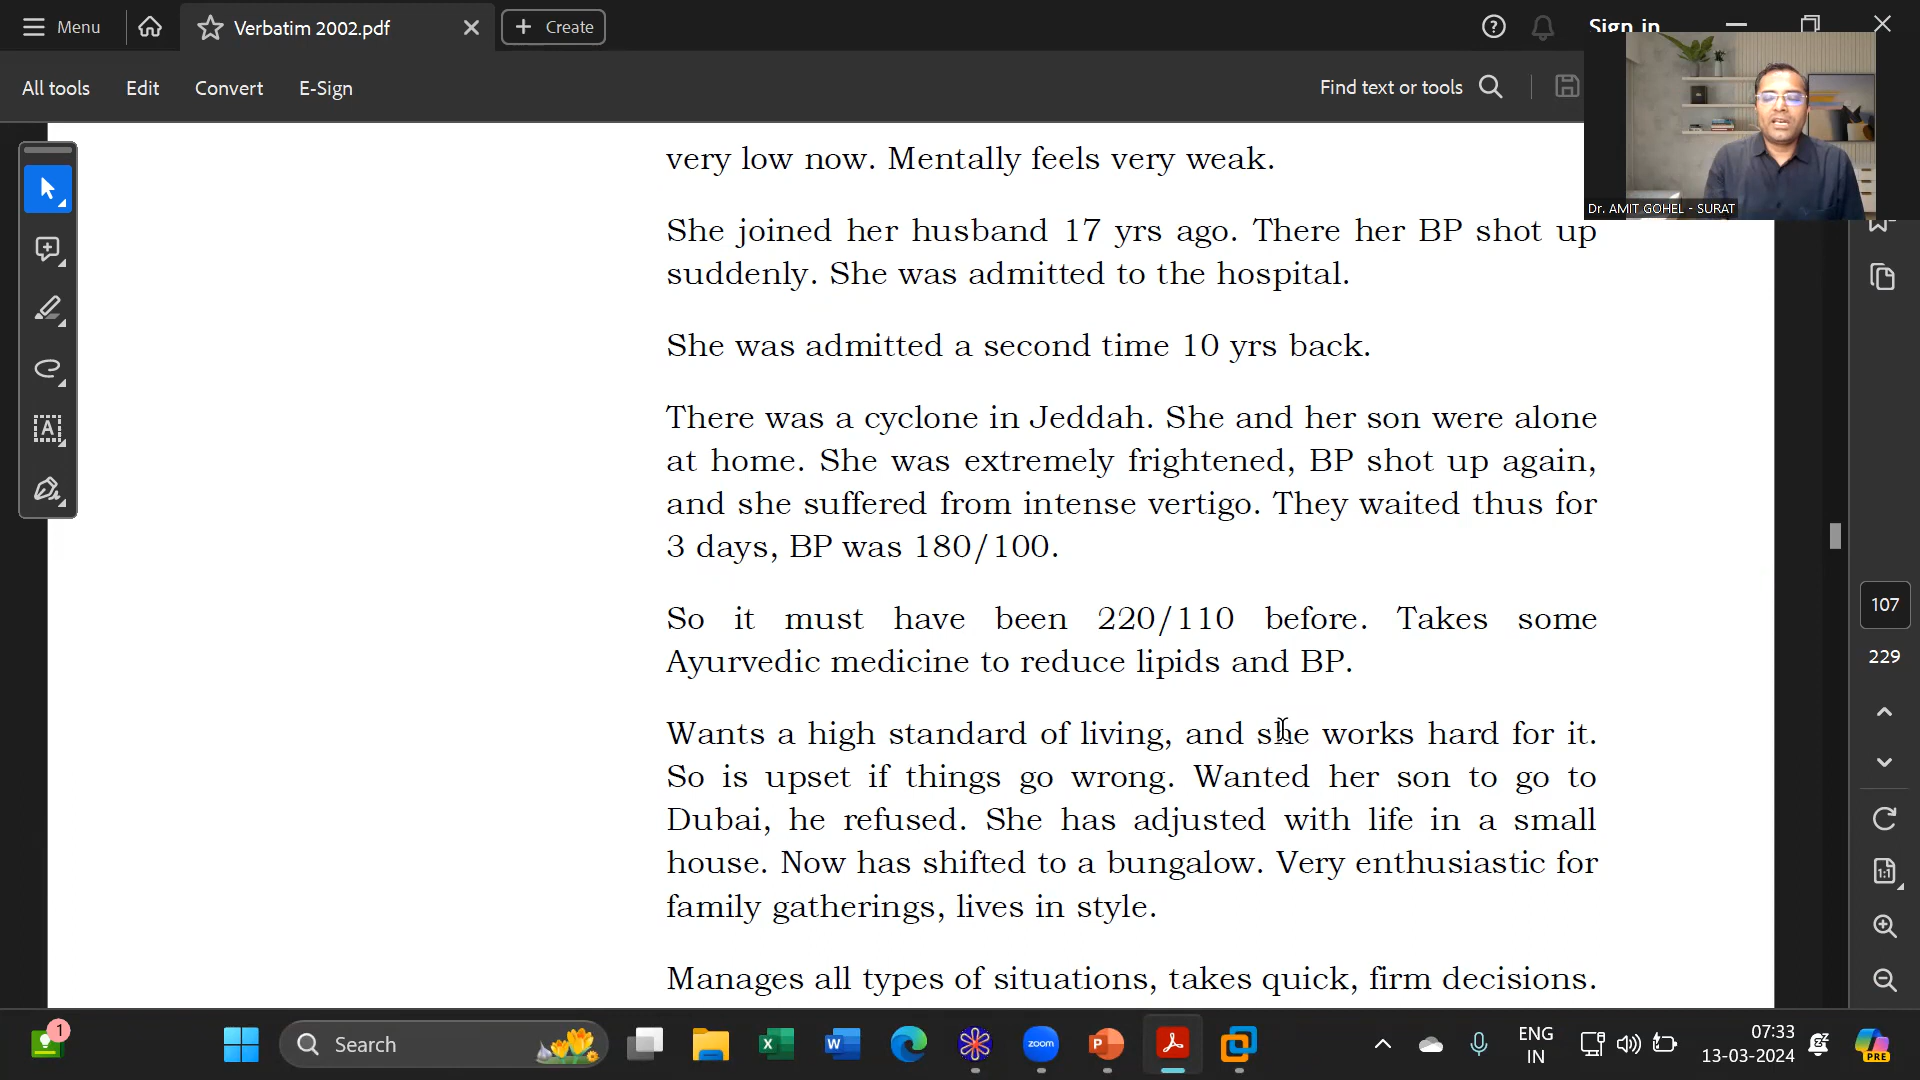 Menu
Verbatim 2002.pdf
Create
Sign in
All tools
Edit
Convert
E-Sign
Find text or tools
Dr. AMIT GOHEL - SURAT
very low now. Mentally feels very weak.
She joined her husband 17 yrs ago. There her BP shot up
suddenly. She was admitted to the hospital.
She was admitted a second time 10 yrs back.
There was a cyclone in Jeddah. She and her son were alone
at home. She was extremely frightened, BP shot up again,
and she suffered from intense vertigo. They waited thus for
3 days, BP was 180/100.
So it must have been 220/110 before. Takes some
Ayurvedic medicine to reduce lipids and BP.
Wants a high standard of living, and she works hard for it.
So is upset if things go wrong. Wanted her son to go to
Dubai, he refused. She has adjusted with life in a small
house. Now has shifted to a bungalow. Very enthusiastic for
family gatherings, lives in style.
Manages all types of situations, takes quick, firm decisions.
107
229
1:1
1
Search
zoom
ENG
IN
07:33
13-03-2024
PRE